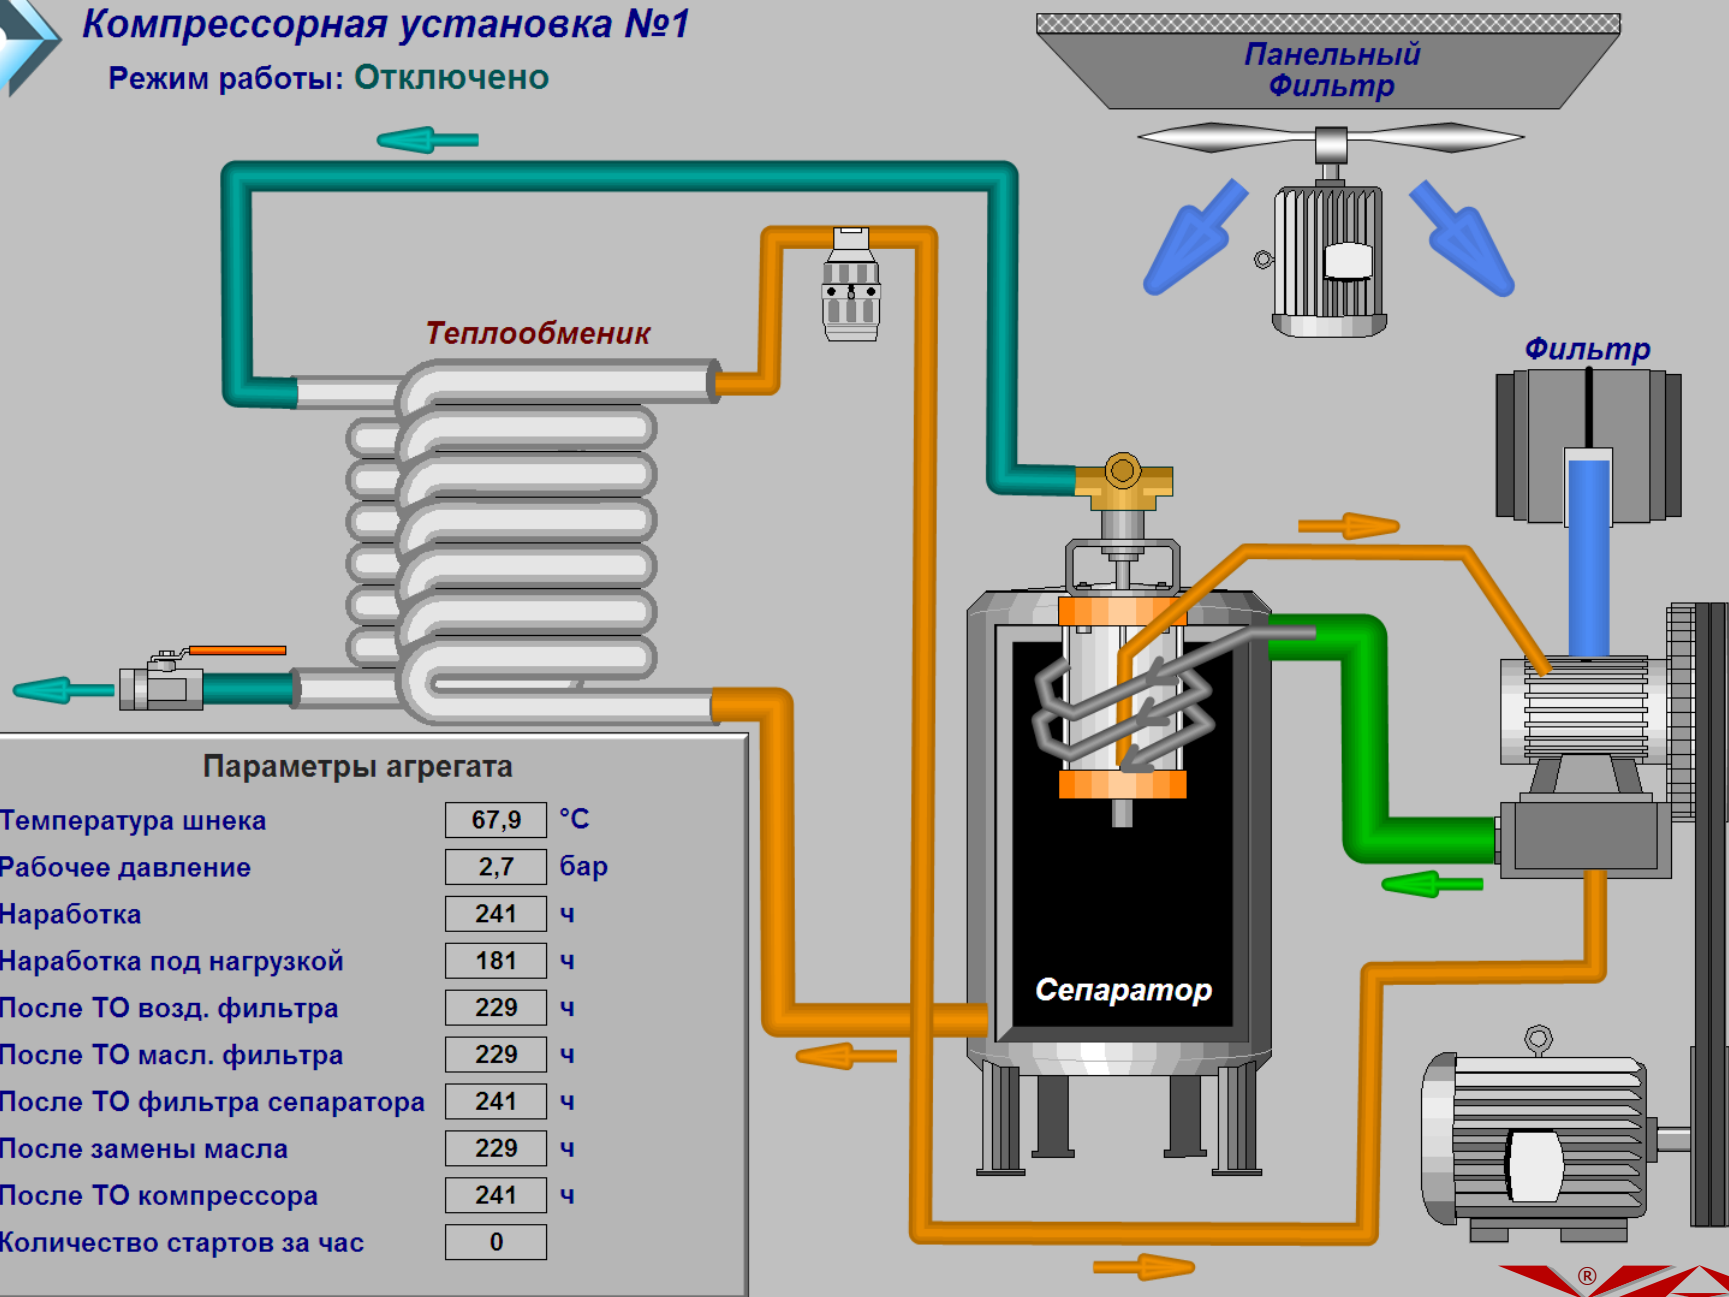 Компрессорная установка №1
Режим работы: Отключено
Панельный
Фильтр
Теплообменик
Фильтр
Сепаратор
Параметры агрегата
Температура шнека 67,9 °C
Рабочее давление 2,7 бар
Наработка 241 ч
Наработка под нагрузкой 181 ч
После ТО возд. фильтра 229 ч
После ТО масл. фильтра 229 ч
После ТО фильтра сепаратора 241 ч
После замены масла 229 ч
После ТО компрессора 241 ч
Количество стартов за час 0
®